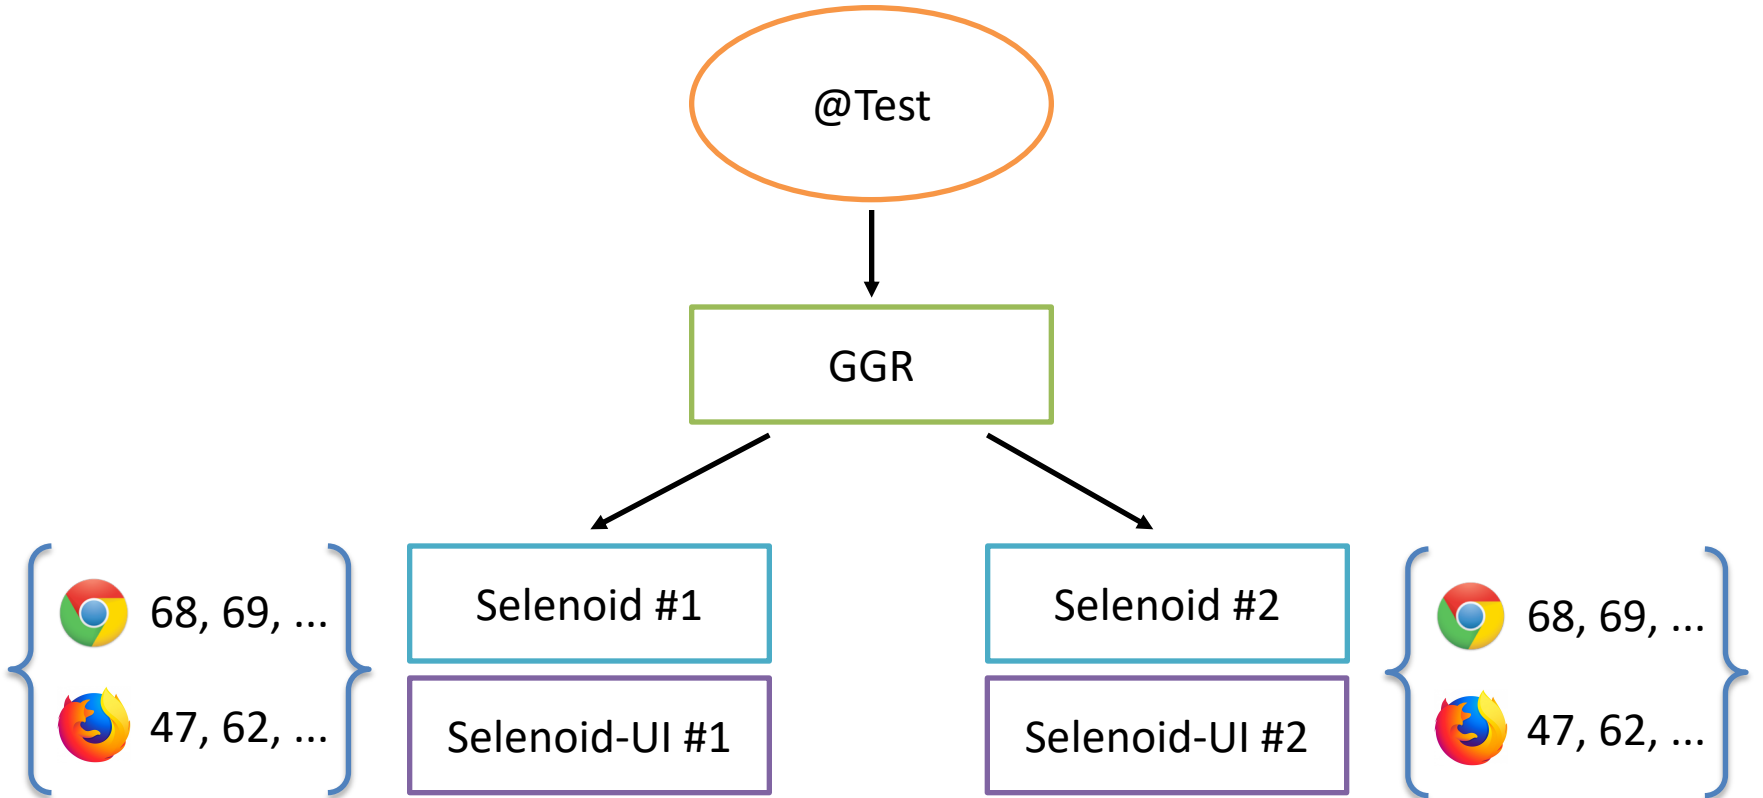 @Test
GGR
Selenoid #1
Selenoid #2
68, 69, ...
68, 69, ...
47, 62, ...
47, 62, ...
Selenoid-UI #1
Selenoid-UI #2